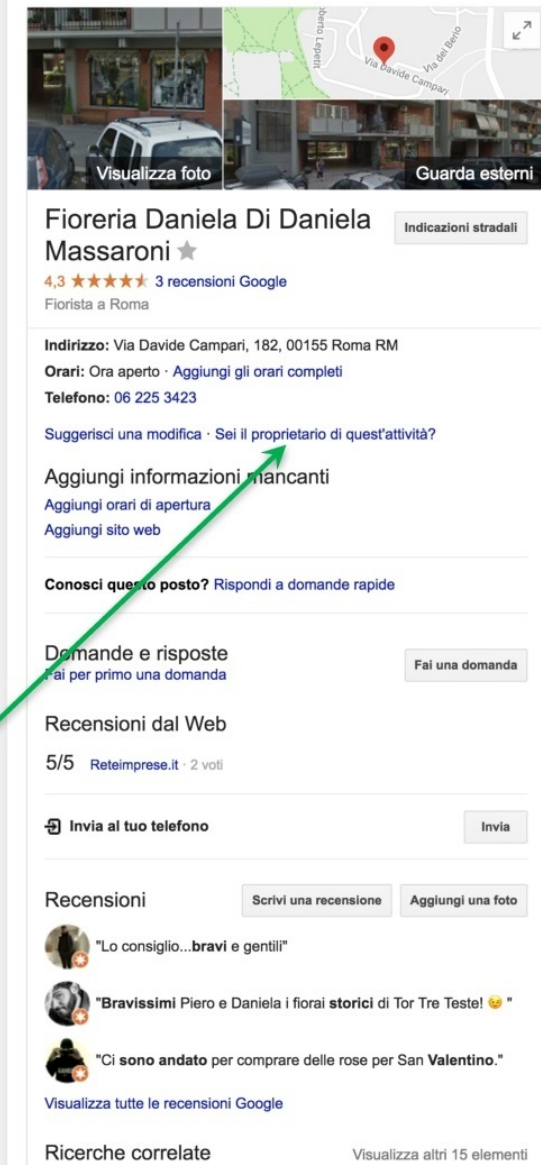 Roberto Lepetit
Via Davide Campari
Via del Berio
Visualizza foto
Guarda esterni
Fioreria Daniela Di Daniela
Massaroni
Indicazioni stradali
4,3 3 recensioni Google
Fiorista a Roma
Indirizzo: Via Davide Campari, 182, 00155 Roma RM
Orari: Ora aperto · Aggiungi gli orari completi
Telefono: 06 225 3423
Suggerisci una modifica · Sei il proprietario di quest'attività?
Aggiungi informazioni mancanti
Aggiungi orari di apertura
Aggiungi sito web
Conosci questo posto? Rispondi a domande rapide
Domande e risposte
Fai per primo una domanda
Fai una domanda
Recensioni dal Web
5/5 Reteimprese.it · 2 voti
Invia al tuo telefono
Invia
Recensioni
Scrivi una recensione
Aggiungi una foto
"Lo consiglio...bravi e gentili"
"Bravissimi Piero e Daniela i fiorai storici di Tor Tre Teste! 😉 "
"Ci sono andato per comprare delle rose per San Valentino."
Visualizza tutte le recensioni Google
Ricerche correlate
Visualizza altri 15 elementi